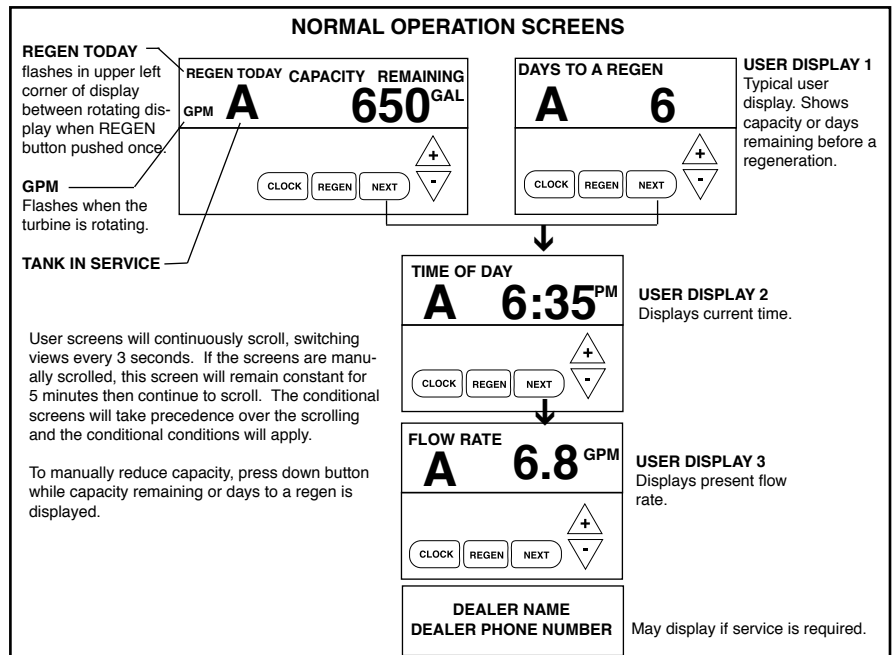 NORMAL OPERATION SCREENS
REGEN TODAY
flashes in upper left
corner of display
between rotating dis-
play when REGEN
button pushed once.
GPM
Flashes when the
turbine is rotating.
TANK IN SERVICE
REGEN TODAY CAPACITY REMAINING
GPM A 650 GAL
CLOCK REGEN NEXT + -
DAYS TO A REGEN
A 6
CLOCK REGEN NEXT + -
USER DISPLAY 1
Typical user
display. Shows
capacity or days
remaining before a
regeneration.
TIME OF DAY
A 6:35 PM
CLOCK REGEN NEXT + -
USER DISPLAY 2
Displays current time.
User screens will continuously scroll, switching
views every 3 seconds. If the screens are manu-
ally scrolled, this screen will remain constant for
5 minutes then continue to scroll. The conditional
screens will take precedence over the scrolling
and the conditional conditions will apply.
To manually reduce capacity, press down button
while capacity remaining or days to a regen is
displayed.
FLOW RATE
A 6.8 GPM
CLOCK REGEN NEXT + -
USER DISPLAY 3
Displays present flow
rate.
DEALER NAME
DEALER PHONE NUMBER
May display if service is required.